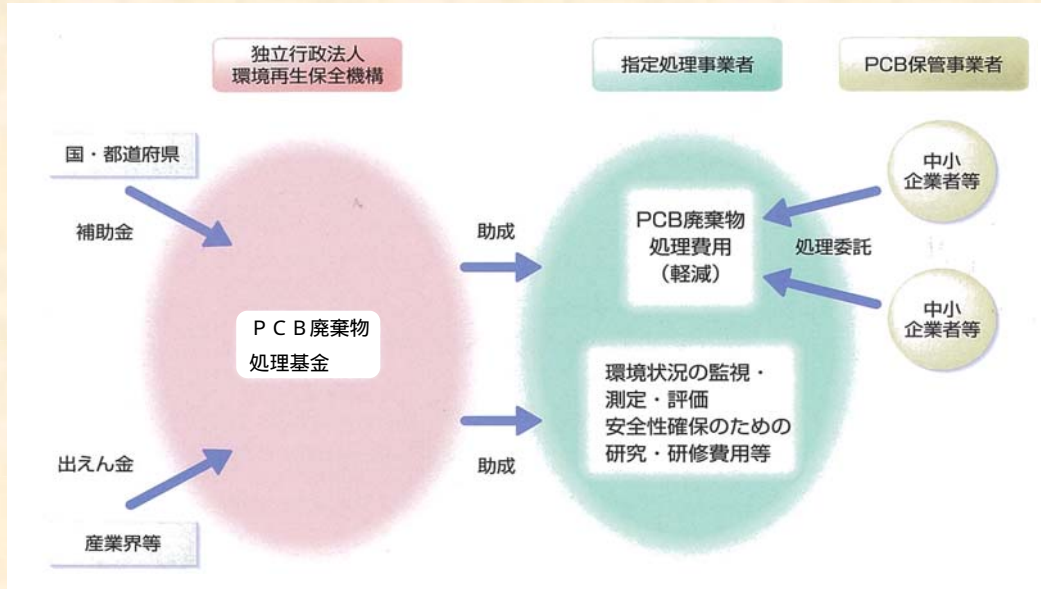 独立行政法人
環境再生保全機構
指定処理事業者
PCB保管事業者
国・都道府県
補助金
ＰＣＢ廃棄物
処理基金
出えん金
産業界等
助成
助成
PCB廃棄物
処理費用
（軽減）
環境状況の監視・
測定・評価
安全性確保のための
研究・研修費用等
処理委託
中小
企業者等
中小
企業者等